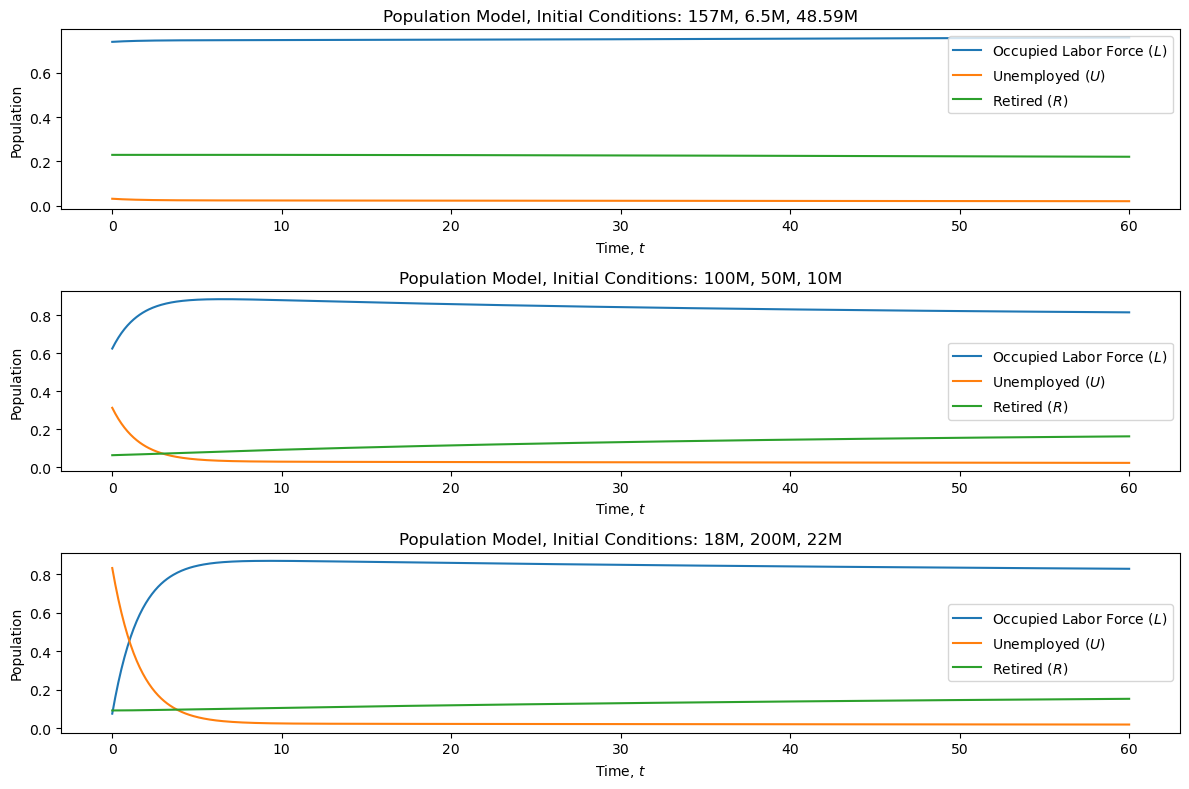 Population Model, Initial Conditions: 157M, 6.5M, 48.59M
Population
0.6
0.4
0.2
0.0
Occupied Labor Force (L)
Unemployed (U)
Retired (R)
0 10 20 30 40 50 60
Time, t
Population Model, Initial Conditions: 100M, 50M, 10M
Population
0.8
0.6
0.4
0.2
0.0
Occupied Labor Force (L)
Unemployed (U)
Retired (R)
0 10 20 30 40 50 60
Time, t
Population Model, Initial Conditions: 18M, 200M, 22M
Population
0.8
0.6
0.4
0.2
0.0
Occupied Labor Force (L)
Unemployed (U)
Retired (R)
0 10 20 30 40 50 60
Time, t